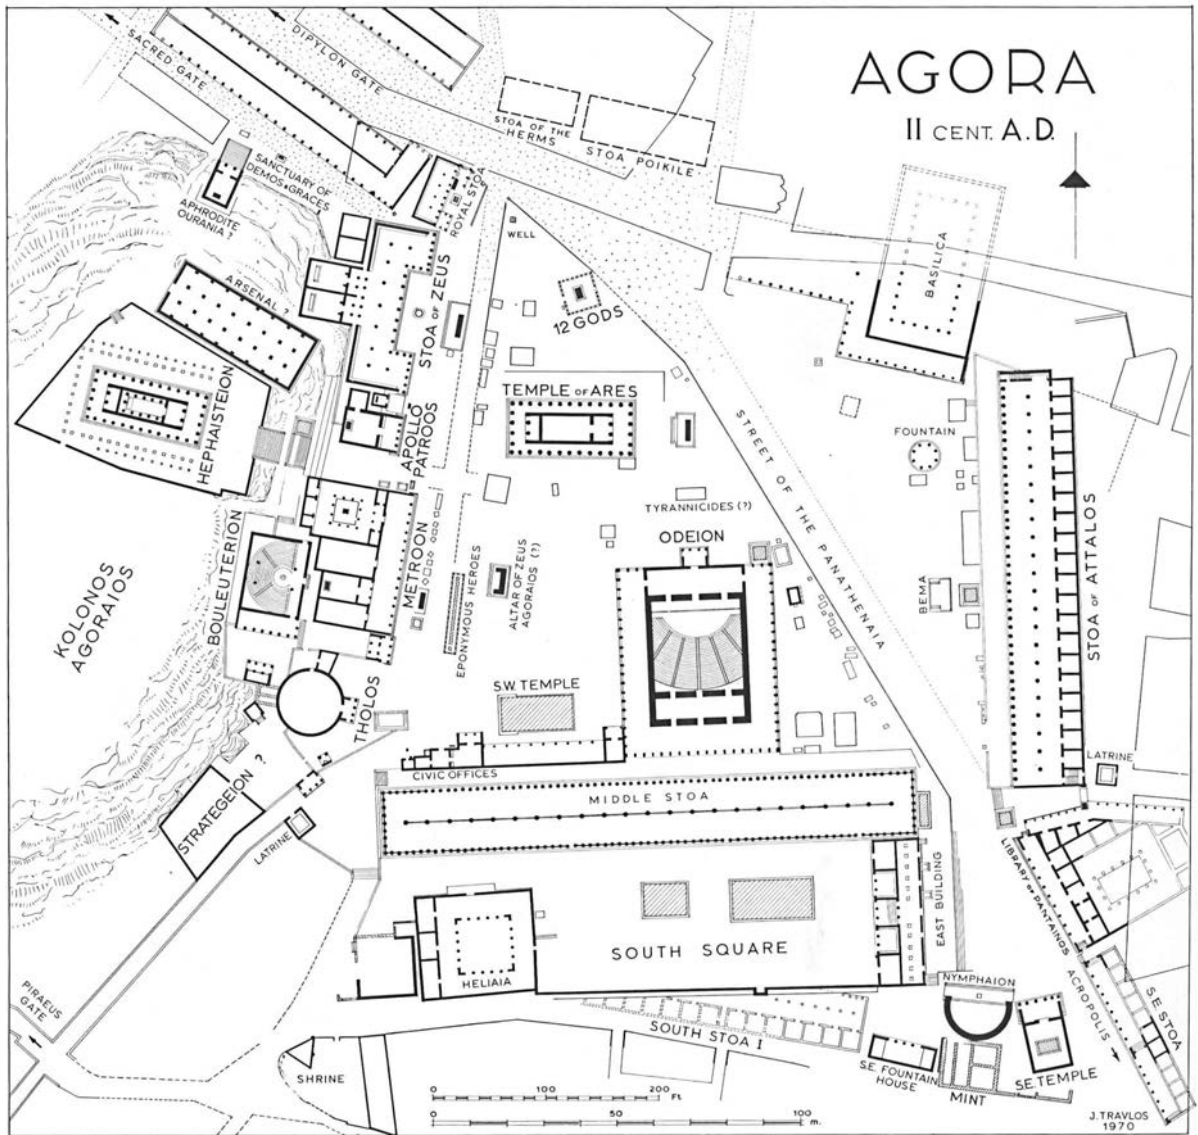 AGORA
II CENT. A.D.
SACRED GATE
DIPYLON GATE
STOA OF THE
HERMS
STOA POIKILE
SANCTUARY OF
DEMOS & GRACES
APHRODITE
OURANIA ?
ROYAL STOA
WELL
BASILICA
ARSENAL ?
STOA OF ZEUS
12 GODS
HEPHAISTEION
TEMPLE OF ARES
APOLLO
PATROOS
STREET OF THE PANATHENAIA
FOUNTAIN
TYRANNICIDES (?)
ODEION
BOULEUTERION
METROON
EPONYMOUS HEROES
ALTAR OF ZEUS
AGORAIOS (?)
BEMA
STOA OF ATTALOS
KOLONOS
AGORAIOS
S.W. TEMPLE
THOLOS
CIVIC OFFICES
LATRINE
STRATEGEION ?
MIDDLE STOA
LATRINE
LIBRARY OF PANTAINOS
EAST BUILDING
SOUTH SQUARE
HELIAIA
NYMPHAION
ACROPOLIS
S.E. STOA
PIRAEUS
GATE
SOUTH STOA I
SHRINE
S.E. FOUNTAIN
HOUSE
MINT
S.E. TEMPLE
0 100 200 Ft
0 50 100 m.
J. TRAVLOS
1970